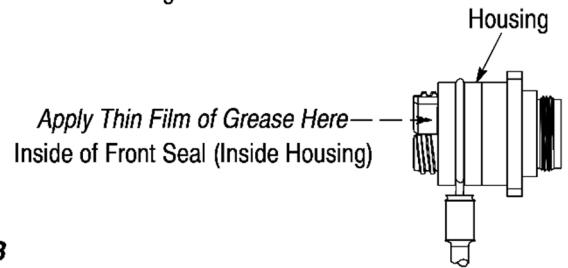 Housing
Apply Thin Film of Grease Here
Inside of Front Seal (Inside Housing)